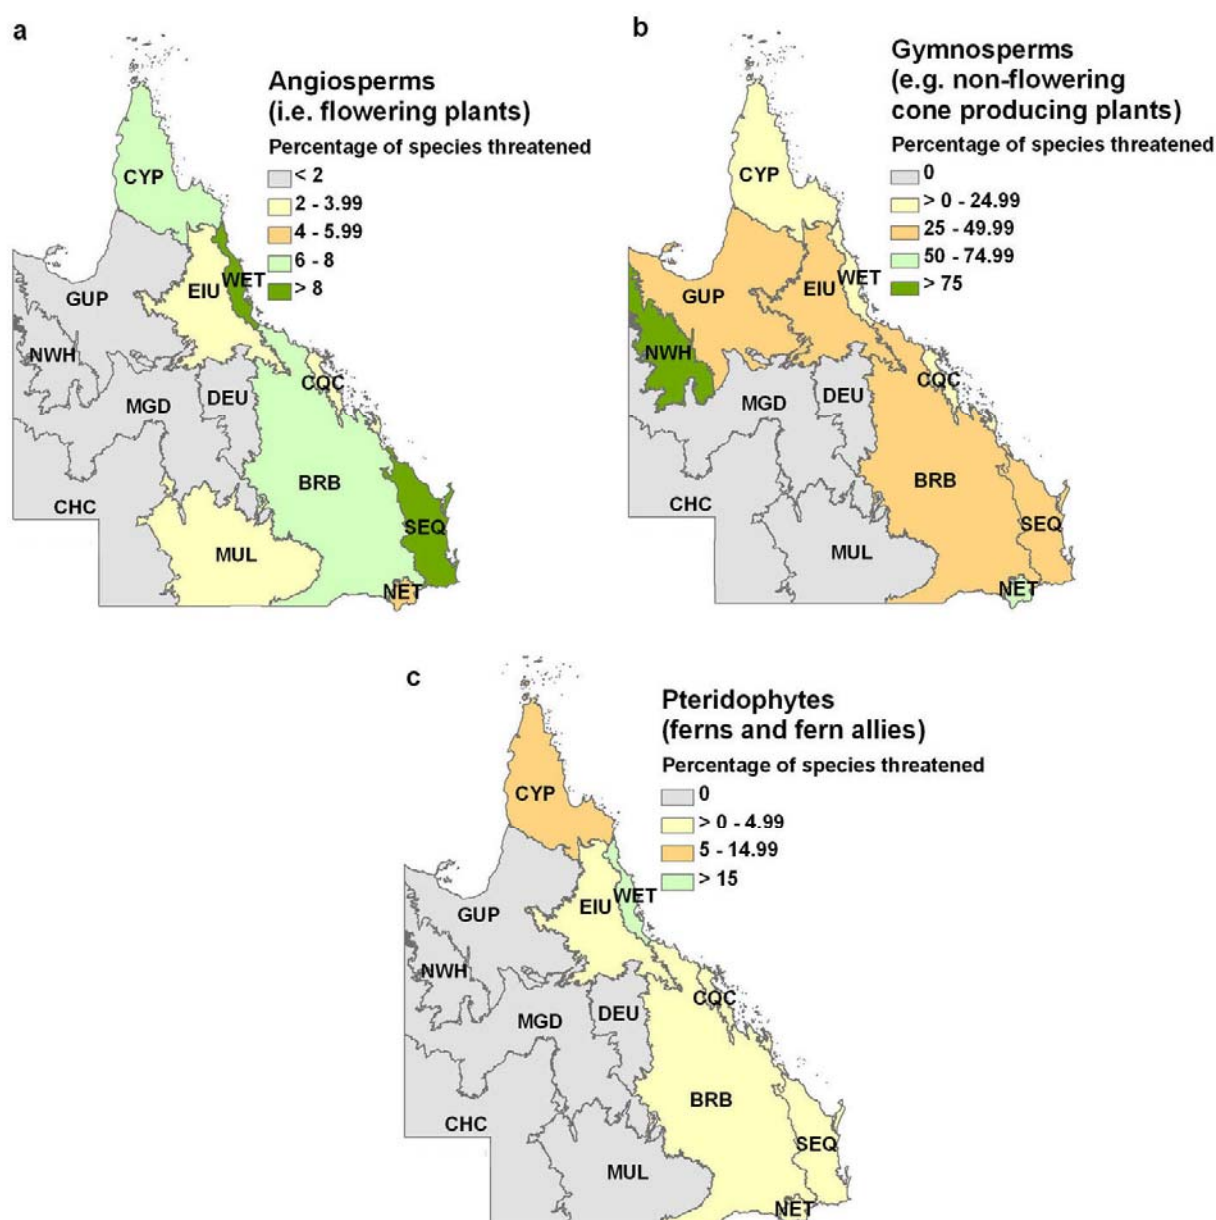 a
Angiosperms
(i.e. flowering plants)
Percentage of species threatened
< 2
2 - 3.99
4 - 5.99
6 - 8
> 8
CYP
WET
EIU
GUP
NWH
CQC
DEU
MGD
BRB
CHC
SEQ
MUL
NET
b
Gymnosperms
(e.g. non-flowering
cone producing plants)
Percentage of species threatened
0
> 0 - 24.99
25 - 49.99
50 - 74.99
> 75
CYP
WET
EIU
GUP
NWH
CQC
DEU
MGD
BRB
CHC
SEQ
MUL
NET
c
Pteridophytes
(ferns and fern allies)
Percentage of species threatened
0
> 0 - 4.99
5 - 14.99
> 15
CYP
WET
EIU
GUP
NWH
CQC
DEU
MGD
BRB
CHC
SEQ
MUL
NET